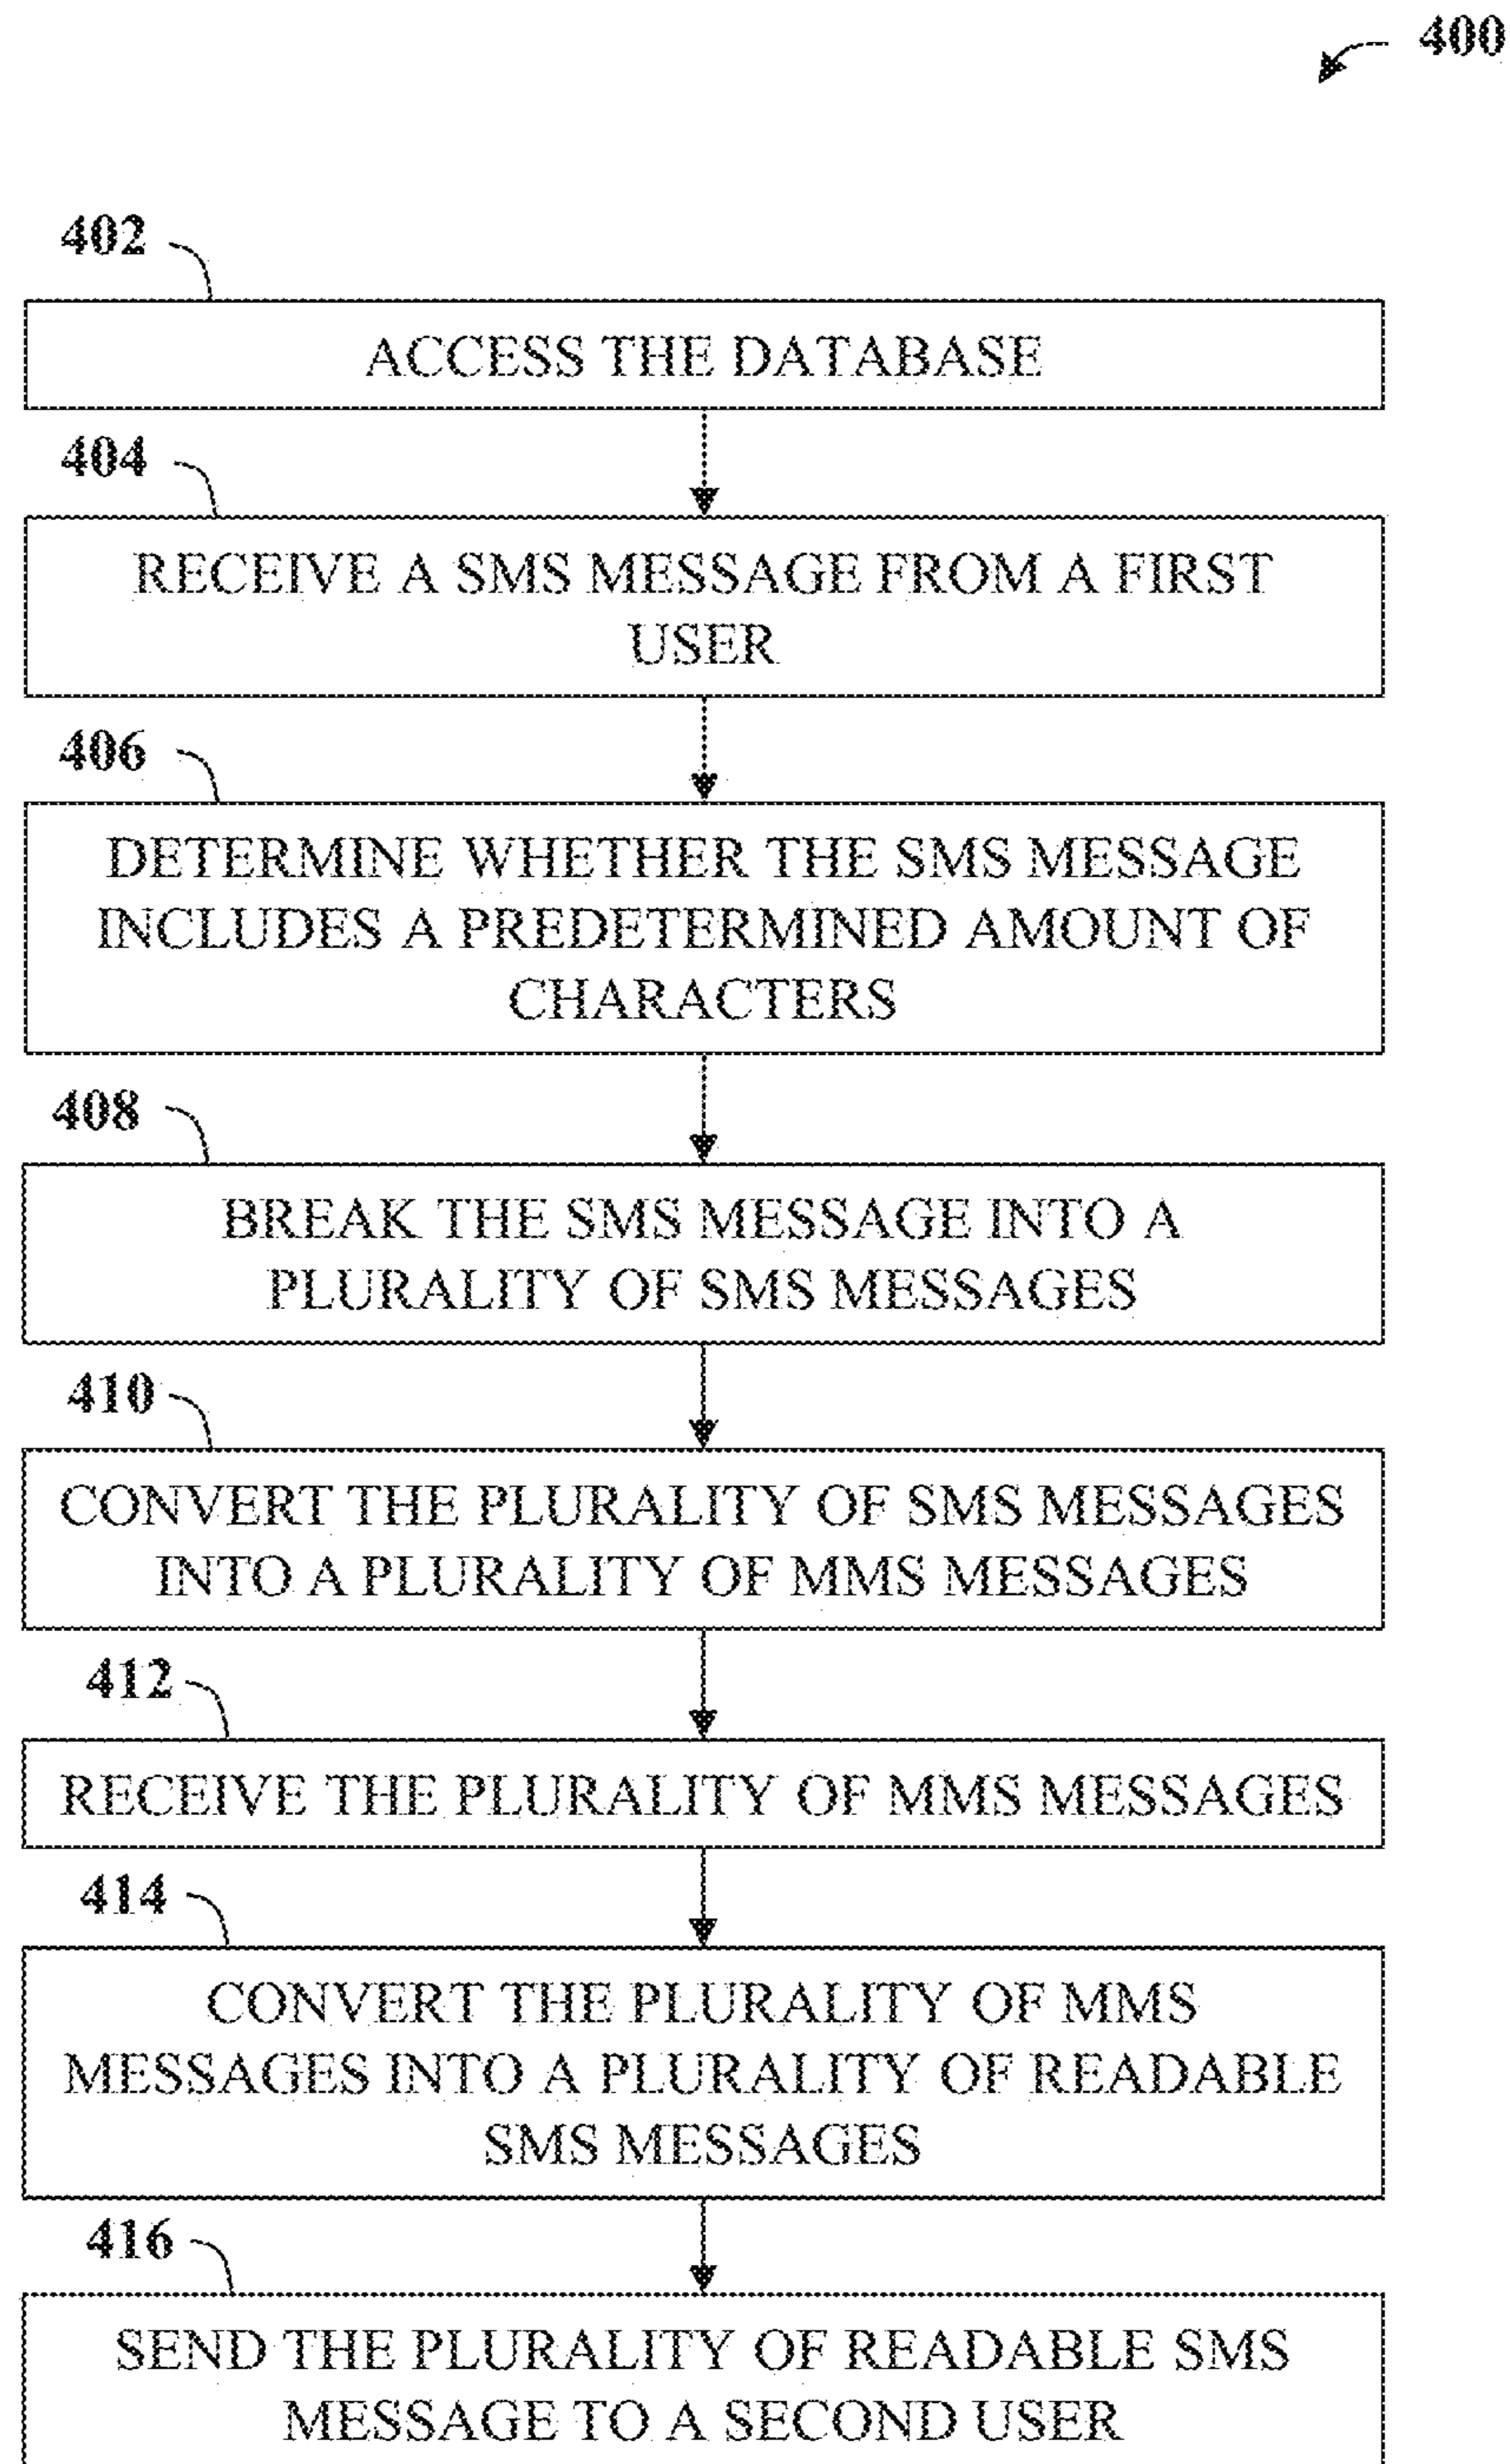 400
402
ACCESS THE DATABASE
404
RECEIVE A SMS MESSAGE FROM A FIRST
USER
406
DETERMINE WHETHER THE SMS MESSAGE
INCLUDES A PREDETERMINED AMOUNT OF
CHARACTERS
408
BREAK THE SMS MESSAGE INTO A
PLURALITY OF SMS MESSAGES
410
CONVERT THE PLURALITY OF SMS MESSAGES
INTO A PLURALITY OF MMS MESSAGES
412
RECEIVE THE PLURALITY OF MMS MESSAGES
414
CONVERT THE PLURALITY OF MMS
MESSAGES INTO A PLURALITY OF READABLE
SMS MESSAGES
416
SEND THE PLURALITY OF READABLE SMS
MESSAGE TO A SECOND USER